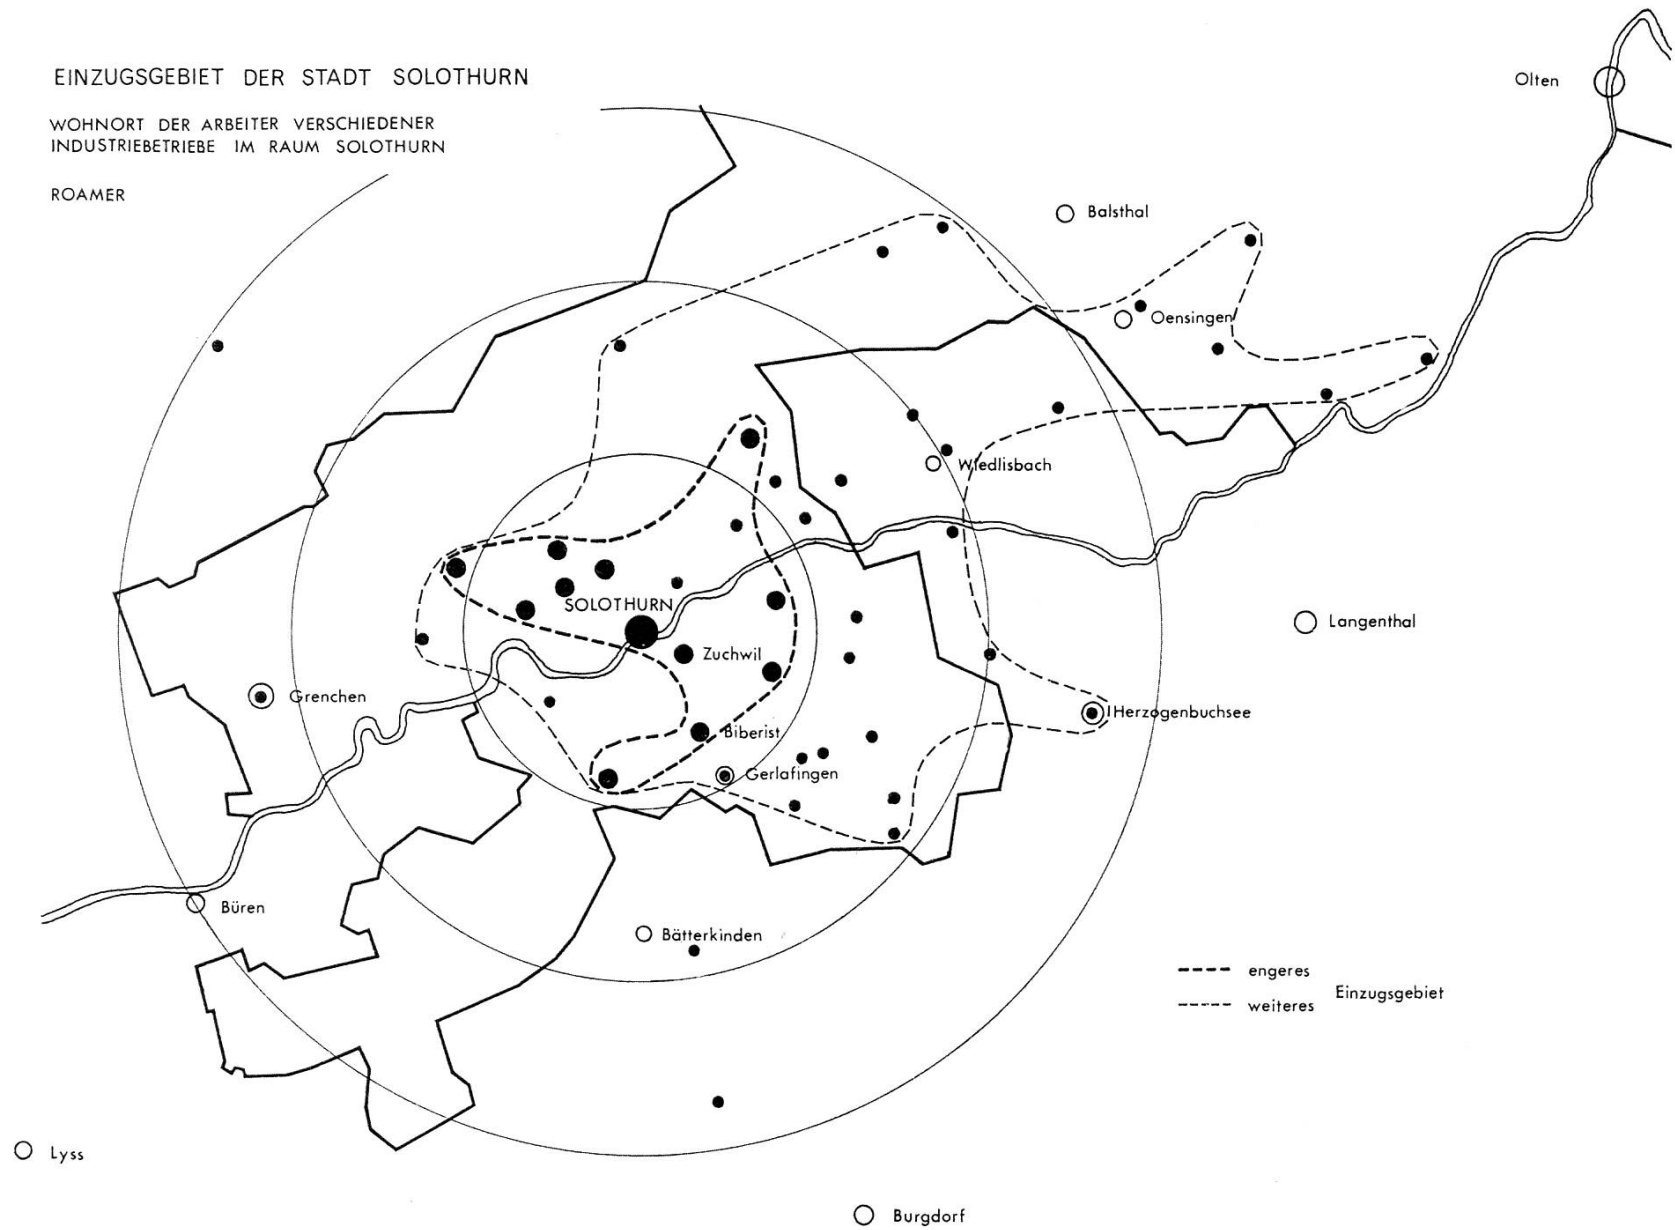 EINZUGSGEBIET DER STADT SOLOTHURN
WOHNORT DER ARBEITER VERSCHIEDENER
INDUSTRIEBETRIEBE IM RAUM SOLOTHURN
ROAMER
Olten
Balsthal
Oensingen
Wiedlisbach
SOLOTHURN
Langenthal
Zuchwil
Grenchen
Herzogenbuchsee
Biberist
Gerlafingen
Büren
Bätterkinden
engeres
weiteres
Einzugsgebiet
Lyss
Burgdorf